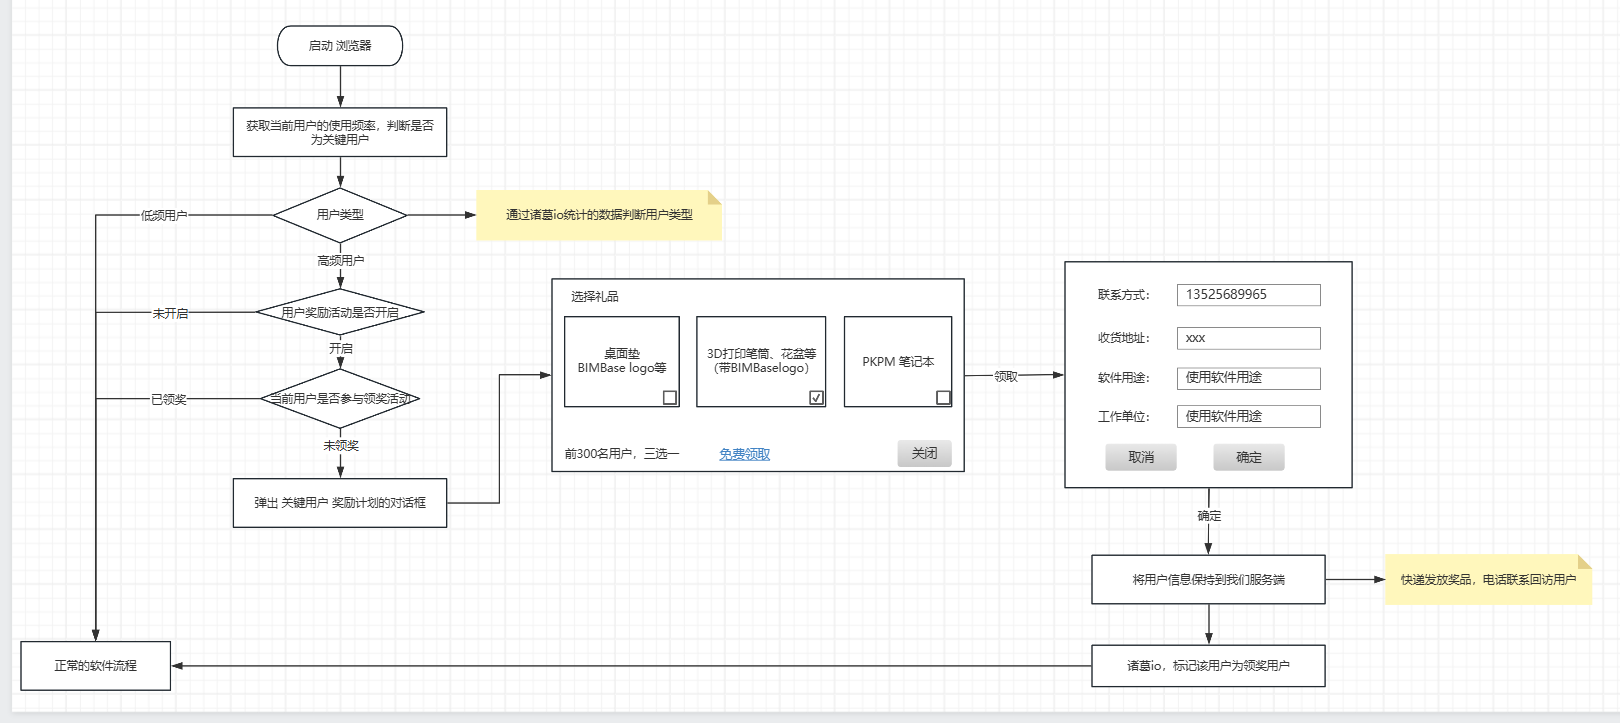 启动 浏览器
获取当前用户的使用频率，判断是否
为关键用户
用户类型
低频用户
通过诸葛io统计的数据判断用户类型
高频用户
用户奖励活动是否开启
未开启
开启
当前用户是否参与领奖活动
已领奖
未领奖
弹出 关键用户 奖励计划的对话框
选择礼品
桌面垫
BIMBase logo等
3D打印笔筒、花盆等
（带BIMBaselogo）
PKPM 笔记本
前300名用户，三选一
免费领取
关闭
领取
联系方式：
13525689965
收货地址：
xxx
软件用途：
使用软件用途
工作单位：
使用软件用途
取消
确定
确定
将用户信息保持到我们服务端
快递发放奖品，电话联系回访用户
诸葛io，标记该用户为领奖用户
正常的软件流程